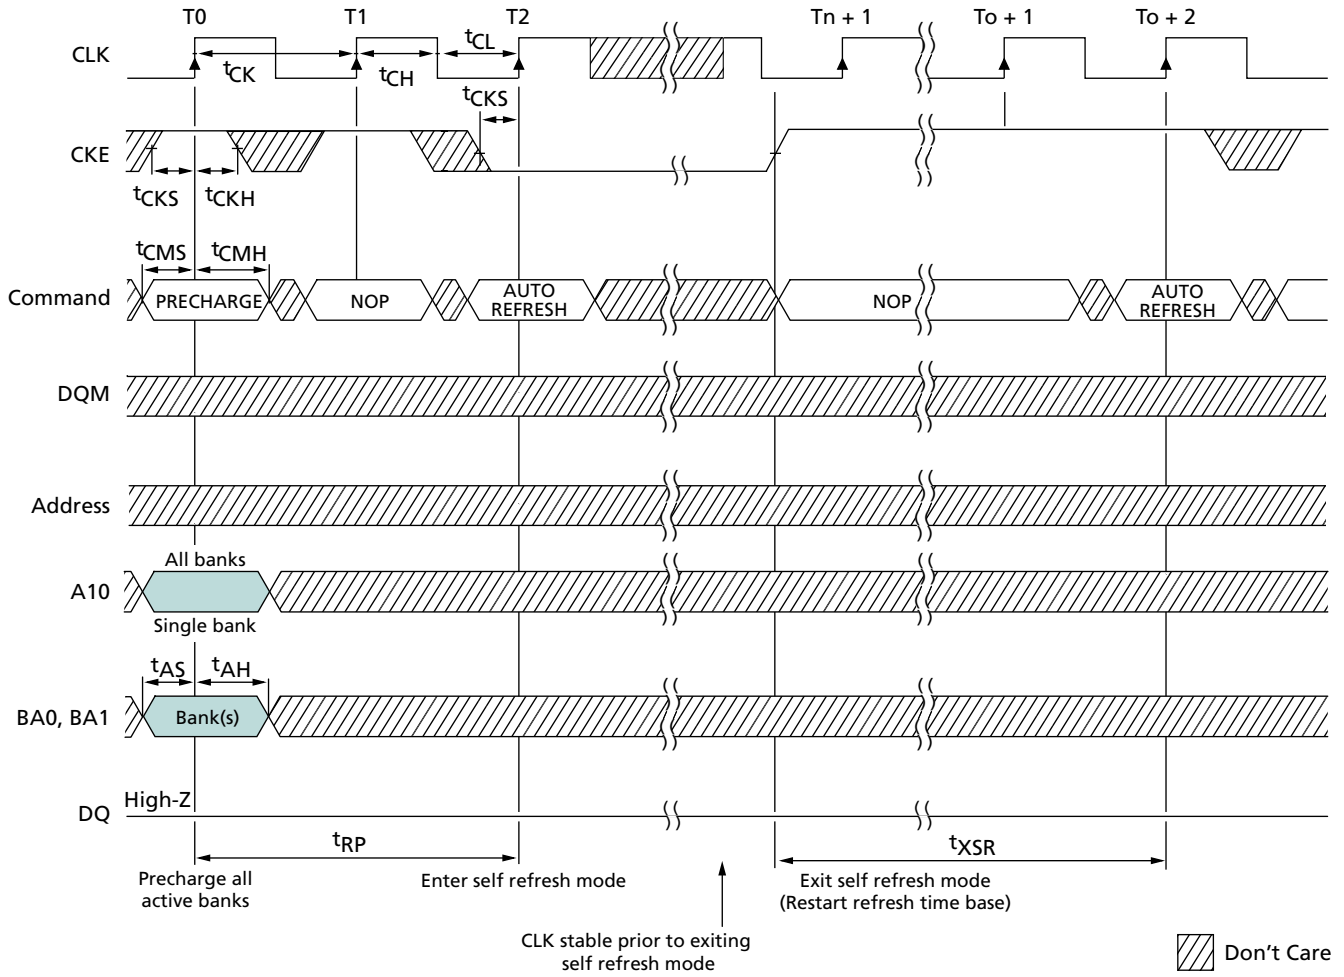 T0 T1 T2 Tn + 1 To + 1 To + 2
CLK
tCK tCH tCL
tCKS
CKE
tCKS tCKH
tCMS tCMH
Command PRECHARGE NOP AUTO REFRESH NOP AUTO REFRESH
DQM
Address
All banks
A10
Single bank
tAS tAH
BA0, BA1 Bank(s)
High-Z
DQ
tRP tXSR
Precharge all
active banks
Enter self refresh mode
Exit self refresh mode
(Restart refresh time base)
CLK stable prior to exiting
self refresh mode
Don't Care